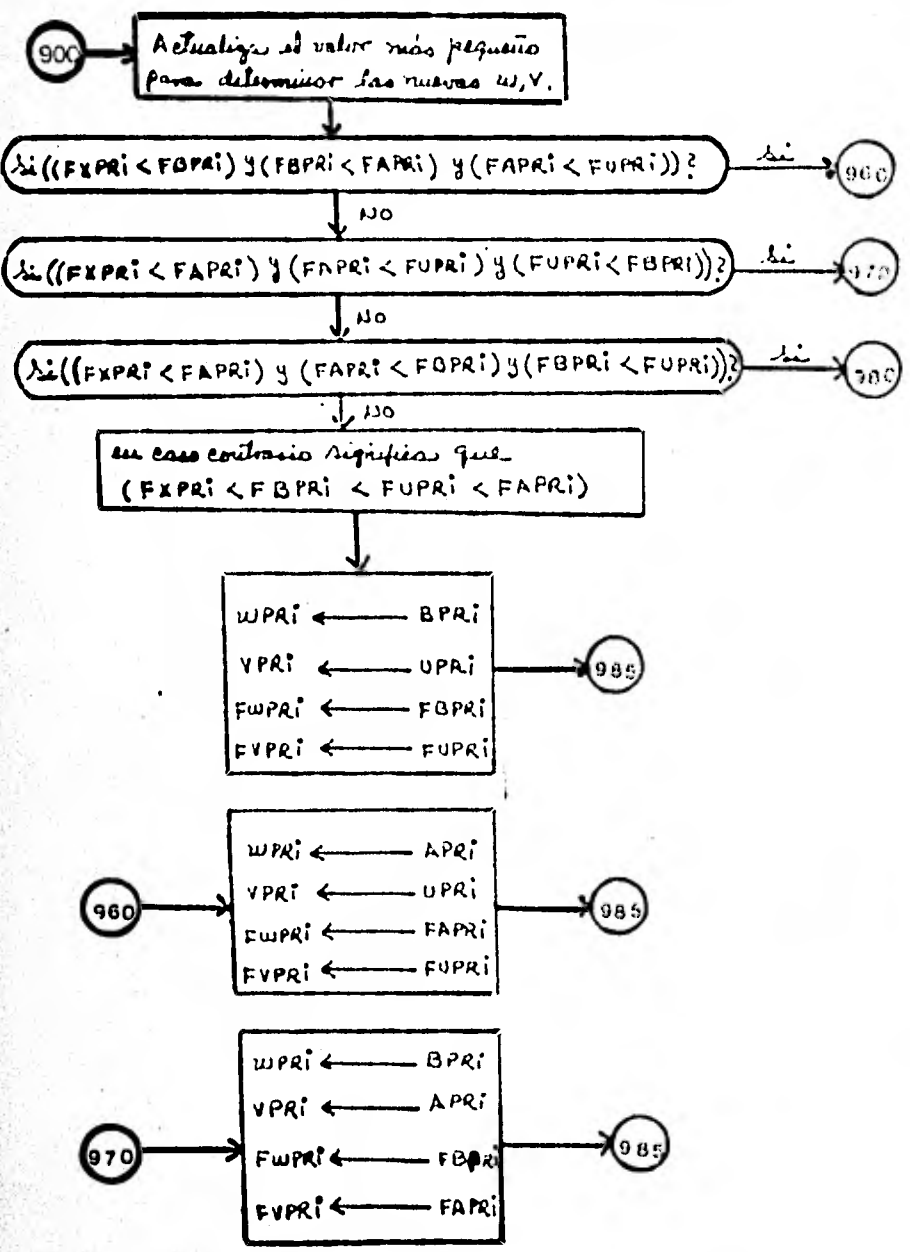 900
Actualiza el valor más pequeño
para determinar las nuevas W,V.
Si((FXPRi < FBPRi) y (FBPRi < FAPRi) y (FAPRi < FUPRi))?
si
960
NO
Si((FXPRi < FAPRi) y (FAPRi < FUPRi) y (FUPRi < FBPRi))?
si
970
NO
Si((FXPRi < FAPRi) y (FAPRi < FBPRi) y (FBPRi < FUPRi))?
si
980
NO
en caso contrario significa que
(FXPRi < FBPRi < FUPRi < FAPRi)
WPRi ← BPRi
VPRi ← UPRi
985
FWPRi ← FBPRi
FVPRi ← FUPRi
WPRi ← APRi
VPRi ← UPRi
960
985
FWPRi ← FAPRi
FVPRi ← FUPRi
WPRi ← BPRi
VPRi ← APRi
970
985
FWPRi ← FBPRi
FVPRi ← FAPRi